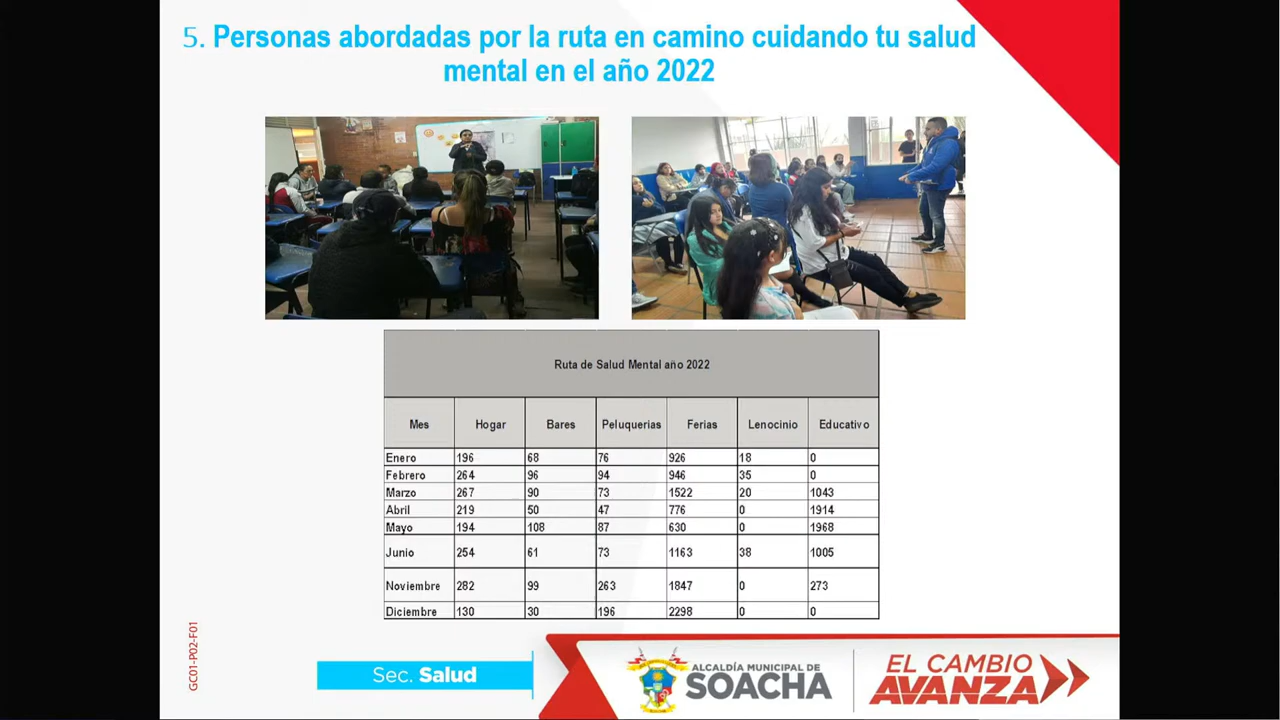 5. Personas abordadas por la ruta en camino cuidando tu salud
mental en el año 2022
Ruta de Salud Mental año 2022
Mes Hogar Bares Peluquerias Ferias Lenocinio Educativo
Enero 196 68 76 926 18 0
Febrero 264 96 94 946 35 0
Marzo 267 90 73 1522 20 1043
Abril 219 50 47 776 0 1914
Mayo 194 108 87 630 0 1968
Junio 254 61 73 1163 38 1005
Noviembre 282 99 263 1847 0 273
Diciembre 130 30 196 2298 0 0
GC01-P02-F01
Sec. Salud
ALCALDÍA MUNICIPAL DE
SOACHA
EL CAMBIO
AVANZA